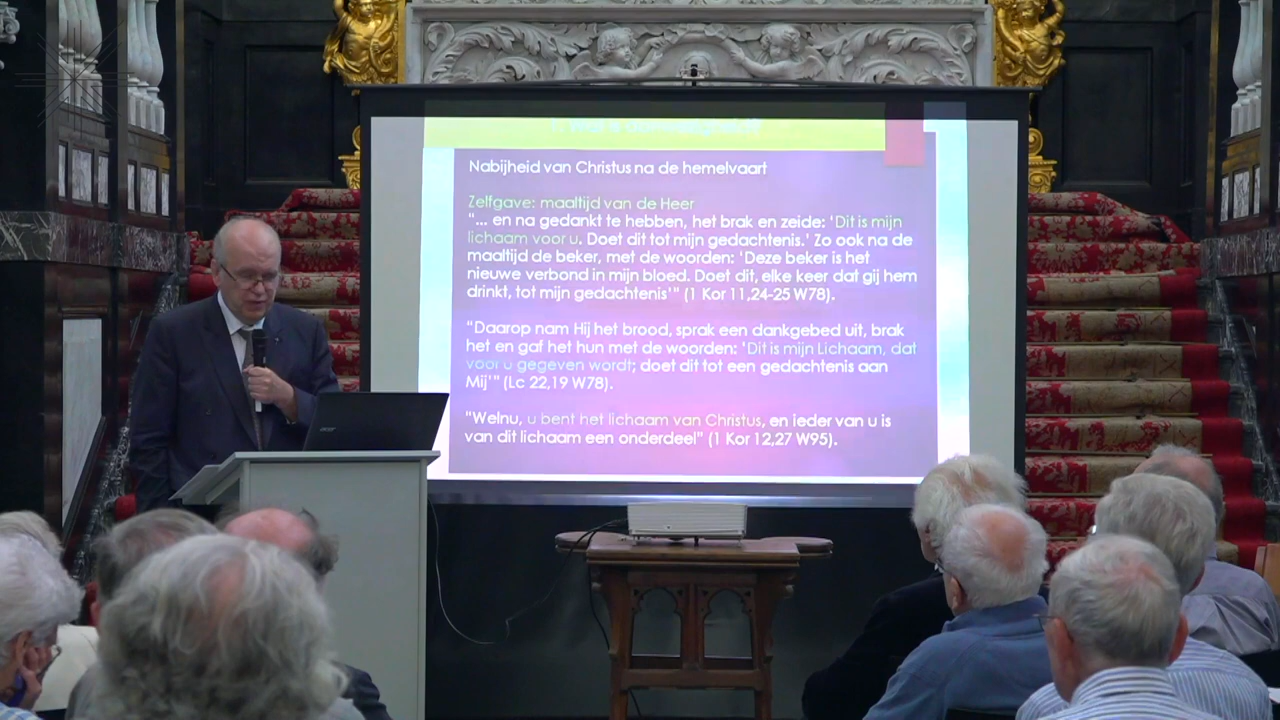 Nabijheid van Christus na de hemelvaart
Zelfgave: maaltijd van de Heer
"... en na gedankt te hebben, het brak en zeide: 'Dit is mijn
lichaam voor u. Doet dit tot mijn gedachtenis.' Zo ook na de
maaltijd de beker, met de woorden: 'Deze beker is het
nieuwe verbond in mijn bloed. Doet dit, elke keer dat gij hem
drinkt, tot mijn gedachtenis'" (1 Kor 11,24-25 W78).
"Daarop nam Hij het brood, sprak een dankgebed uit, brak
het en gaf het hun met de woorden: 'Dit is mijn Lichaam, dat
voor u gegeven wordt; doet dit tot een gedachtenis aan
Mij'" (Lc 22,19 W78).
"Welnu, u bent het lichaam van Christus, en ieder van u is
van dit lichaam een onderdeel" (1 Kor 12,27 W95).